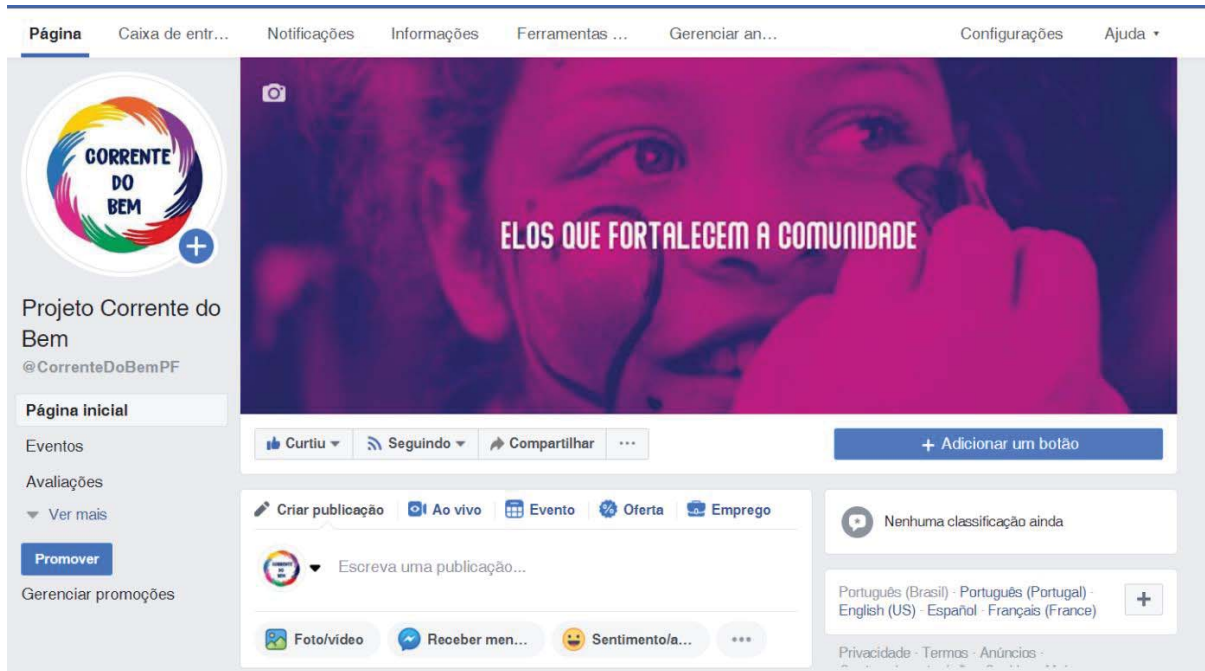 Página Caixa de entr... Notificações Informações Ferramentas ... Gerenciar an... Configurações Ajuda
CORRENTE
DO
BEM
ELOS QUE FORTALECEM A COMUNIDADE
Projeto Corrente do
Bem
@CorrenteDoBemPF
Página inicial
Eventos
Avaliações
Ver mais
Promover
Gerenciar promoções
Curtiu Seguindo Compartilhar ...
+ Adicionar um botão
Criar publicação Ao vivo Evento Oferta Emprego
CORRENTE
DO
BEM
Escreva uma publicação...
Foto/vídeo Receber men... Sentimento/a... ...
Nenhuma classificação ainda
Português (Brasil) · Português (Portugal) ·
English (US) · Español · Français (France)
+
Privacidade · Termos · Anúncios ·